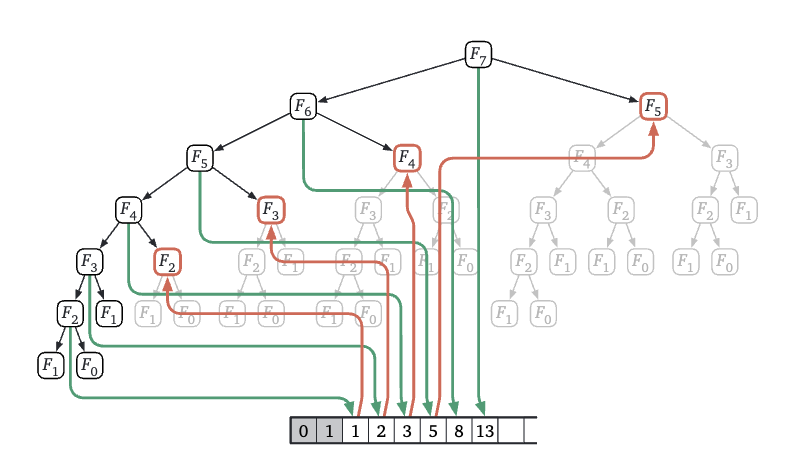 F7
F6 F5
F5 F4 F4 F3
F4 F3 F3 F2 F3 F2 F2 F1
F3 F2 F2 F1 F2 F1 F1 F0 F2 F1 F1 F0 F1 F0
F2 F1 F1 F0 F1 F0 F1 F0 F1 F0
F1 F0
0 1 1 2 3 5 8 13